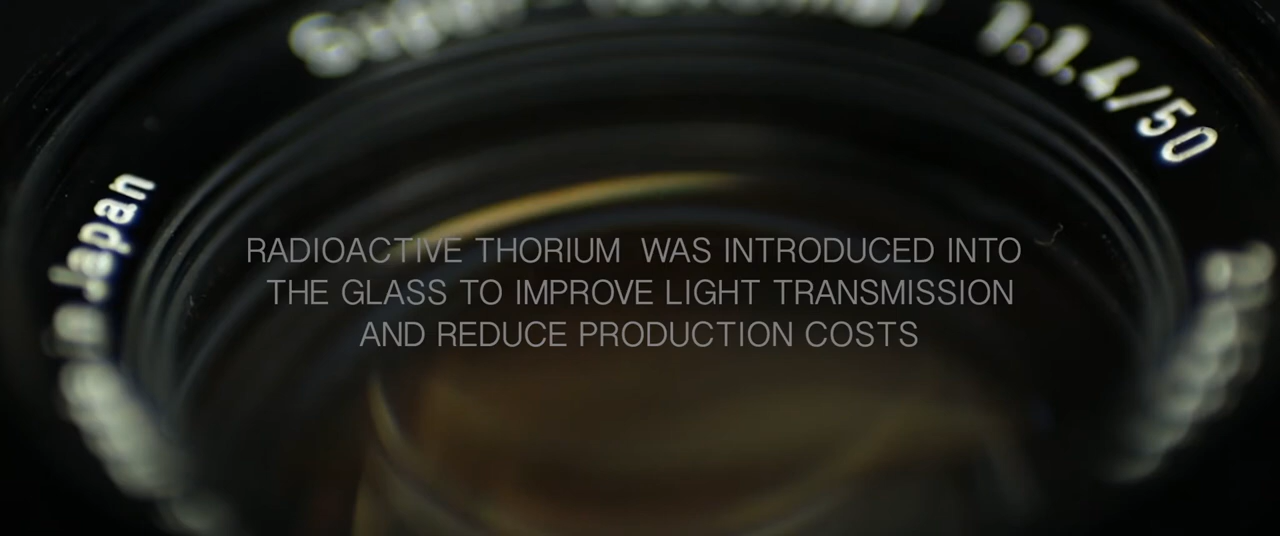 1:1.4/50
in Japan
RADIOACTIVE THORIUM WAS INTRODUCED INTO
THE GLASS TO IMPROVE LIGHT TRANSMISSION
AND REDUCE PRODUCTION COSTS